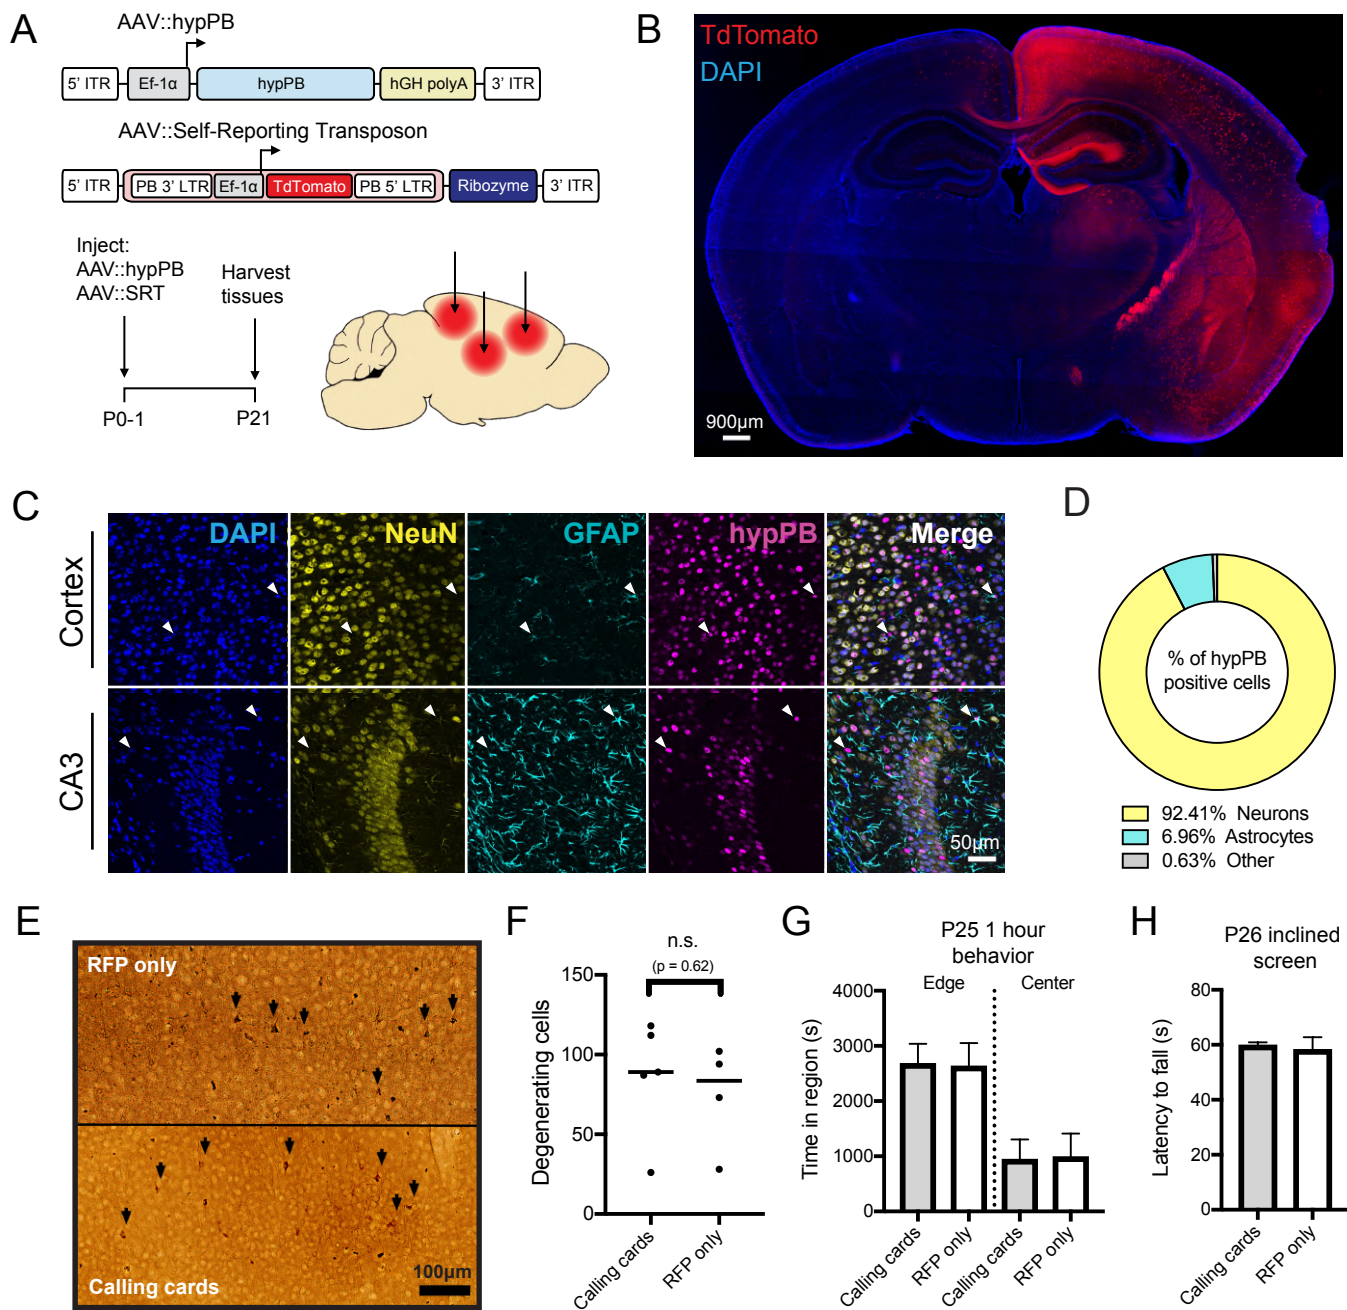 A
AAV::hypPB
5' ITR
Ef-1α
hypPB
hGH polyA
3' ITR
AAV::Self-Reporting Transposon
5' ITR
PB 3' LTR
Ef-1α
TdTomato
PB 5' LTR
Ribozyme
3' ITR
Inject:
AAV::hypPB
AAV::SRT
Harvest
tissues
P0-1
P21
B
TdTomato
DAPI
900µm
C
DAPI
NeuN
GFAP
hypPB
Merge
Cortex
CA3
50µm
D
% of hypPB
positive cells
92.41% Neurons
6.96% Astrocytes
0.63% Other
E
RFP only
Calling cards
100µm
F
n.s.
(p = 0.62)
Degenerating cells
150
100
50
0
Calling cards
RFP only
G
P25 1 hour
behavior
Edge
Center
Time in region (s)
4000
3000
2000
1000
0
Calling cards
RFP only
Calling cards
RFP only
H
P26 inclined
screen
Latency to fall (s)
80
60
40
20
0
Calling cards
RFP only